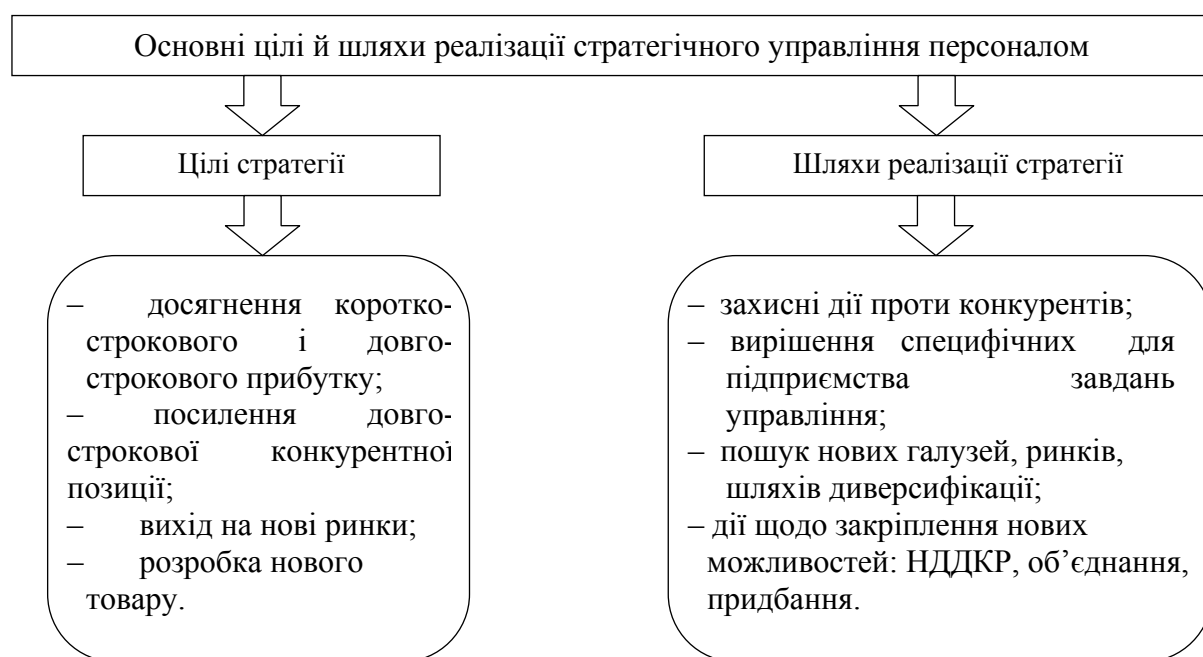 Основні цілі й шляхи реалізації стратегічного управління персоналом
Цілі стратегії
Шляхи реалізації стратегії
– досягнення коротко-
строкового і довго-
строкового прибутку;
– посилення довго-
строкової конкурентної
позиції;
– вихід на нові ринки;
– розробка нового
товару.
– захисні дії проти конкурентів;
– вирішення специфічних для
підприємства завдань
управління;
– пошук нових галузей, ринків,
шляхів диверсифікації;
– дії щодо закріплення нових
можливостей: НДДКР, об’єднання,
придбання.